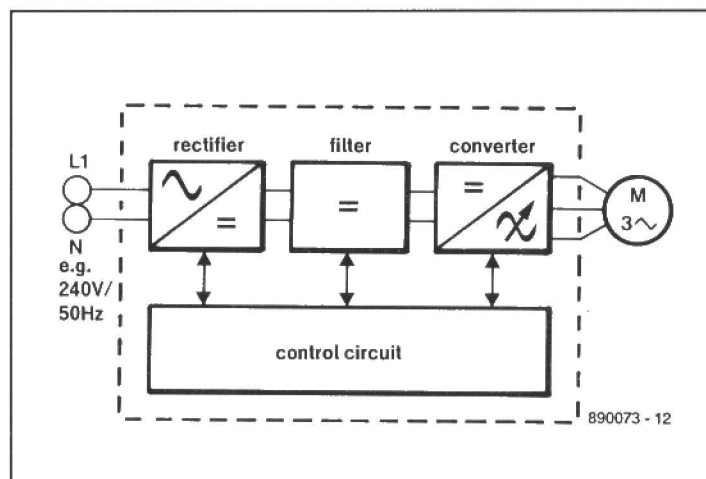 rectifier
filter
converter
L1
N
e.g.
240V/
50Hz
~
=
=
=
~
M
3~
control circuit
890073 - 12